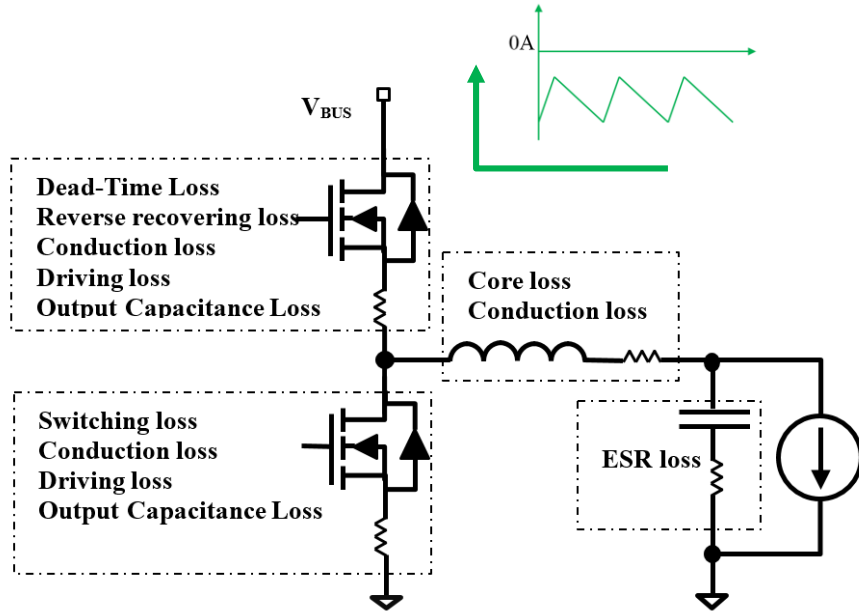 0A
VBUS
Dead-Time Loss
Reverse recovering loss
Conduction loss
Driving loss
Output Capacitance Loss
Core loss
Conduction loss
Switching loss
Conduction loss
Driving loss
Output Capacitance Loss
ESR loss